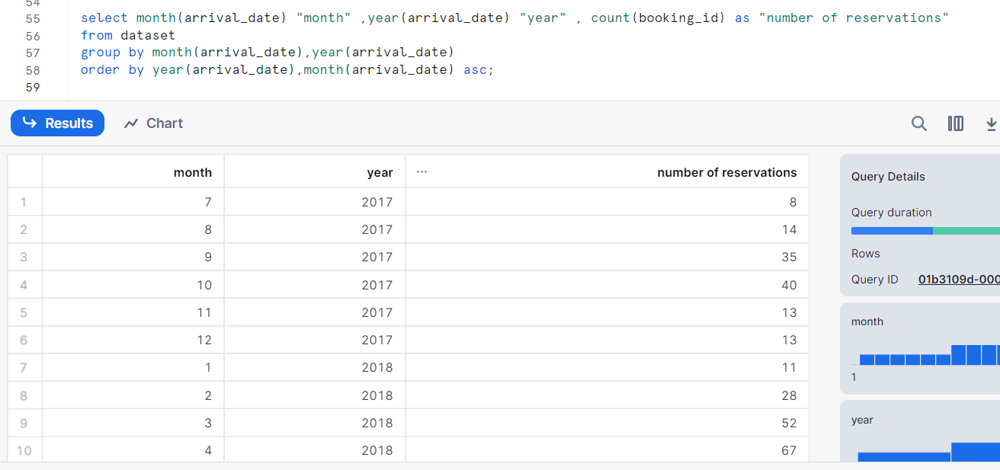 54
55 select month(arrival_date) "month" ,year(arrival_date) "year" , count(booking_id) as "number of reservations"
56 from dataset
57 group by month(arrival_date),year(arrival_date)
58 order by year(arrival_date),month(arrival_date) asc;
59
Results Chart
month year ... number of reservations
1 7 2017 8
2 8 2017 14
3 9 2017 35
4 10 2017 40
5 11 2017 13
6 12 2017 13
7 1 2018 11
8 2 2018 28
9 3 2018 52
10 4 2018 67
Query Details
Query duration
Rows
Query ID 01b3109d-000
month
1
year